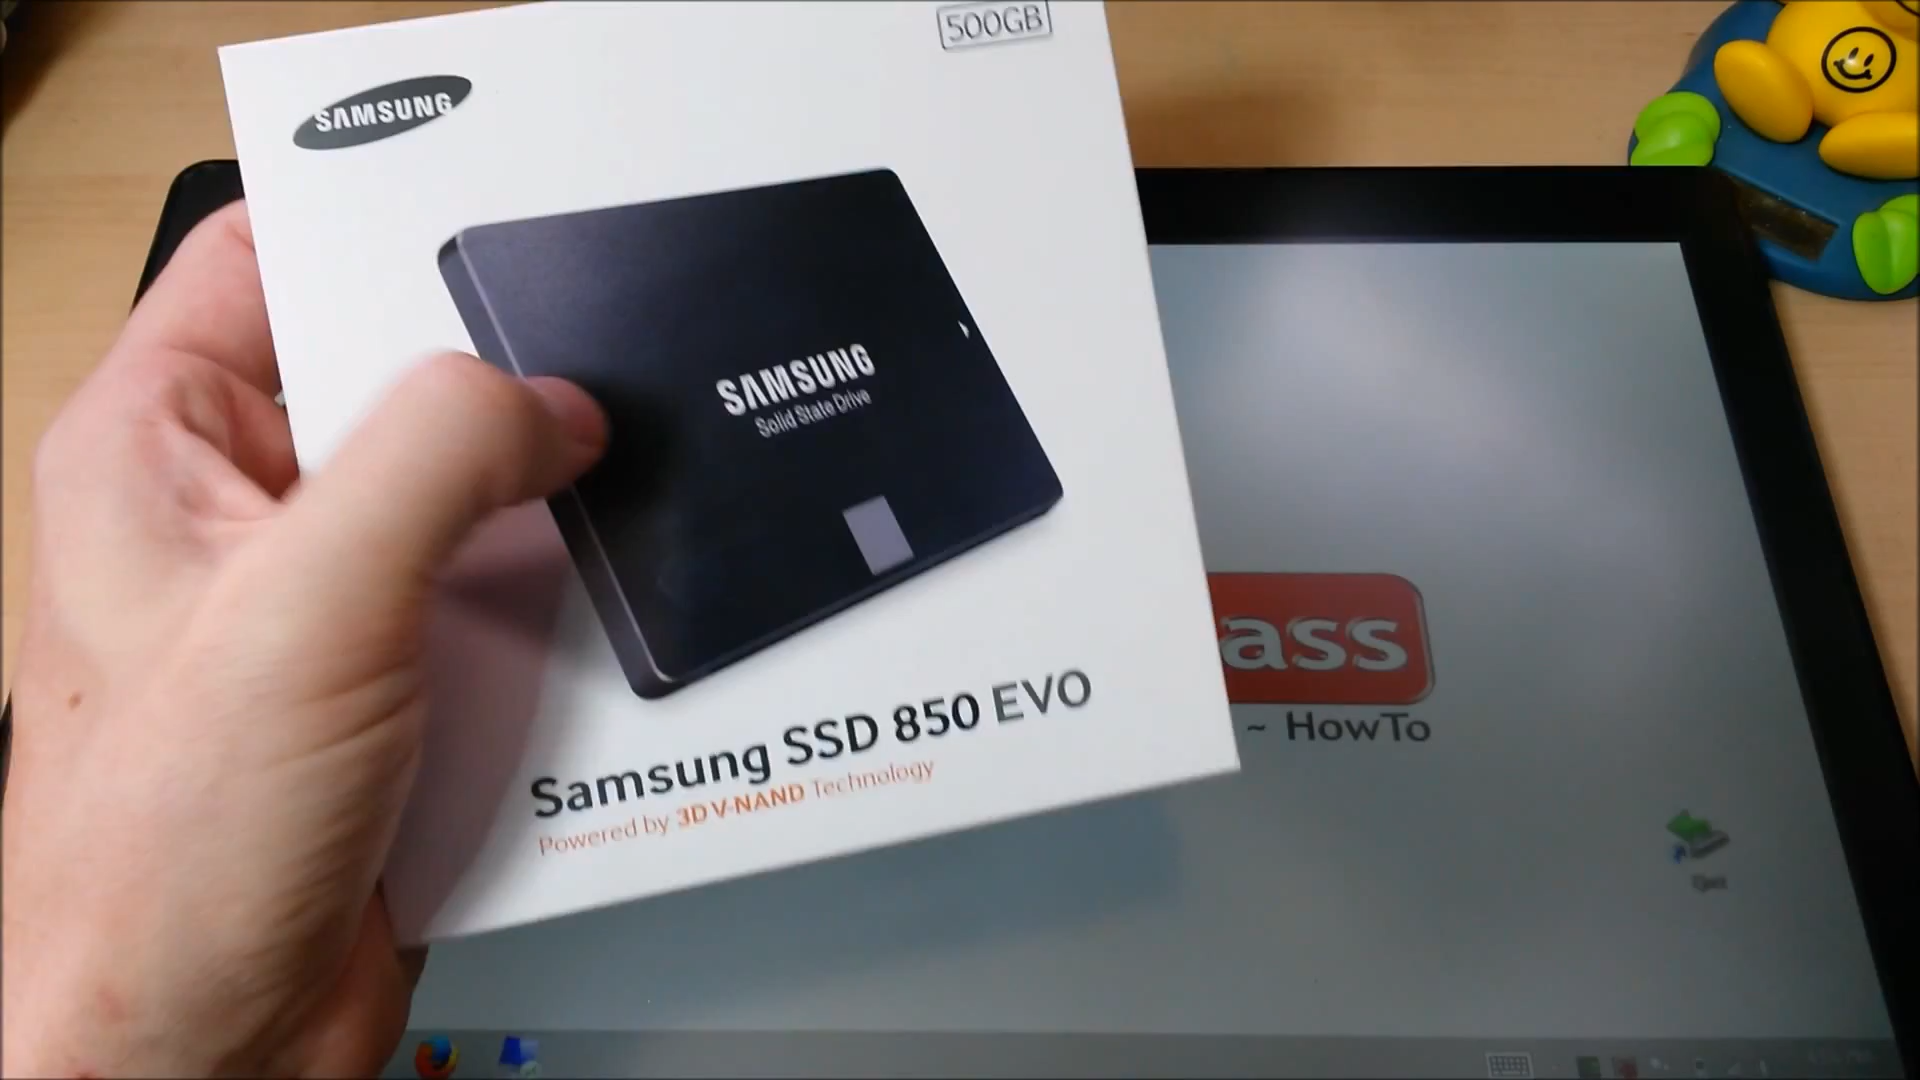 500GB
SAMSUNG
SAMSUNG
Solid State Drive
Samsung SSD 850 EVO
Powered by 3D V-NAND Technology
ass
~ HowTo